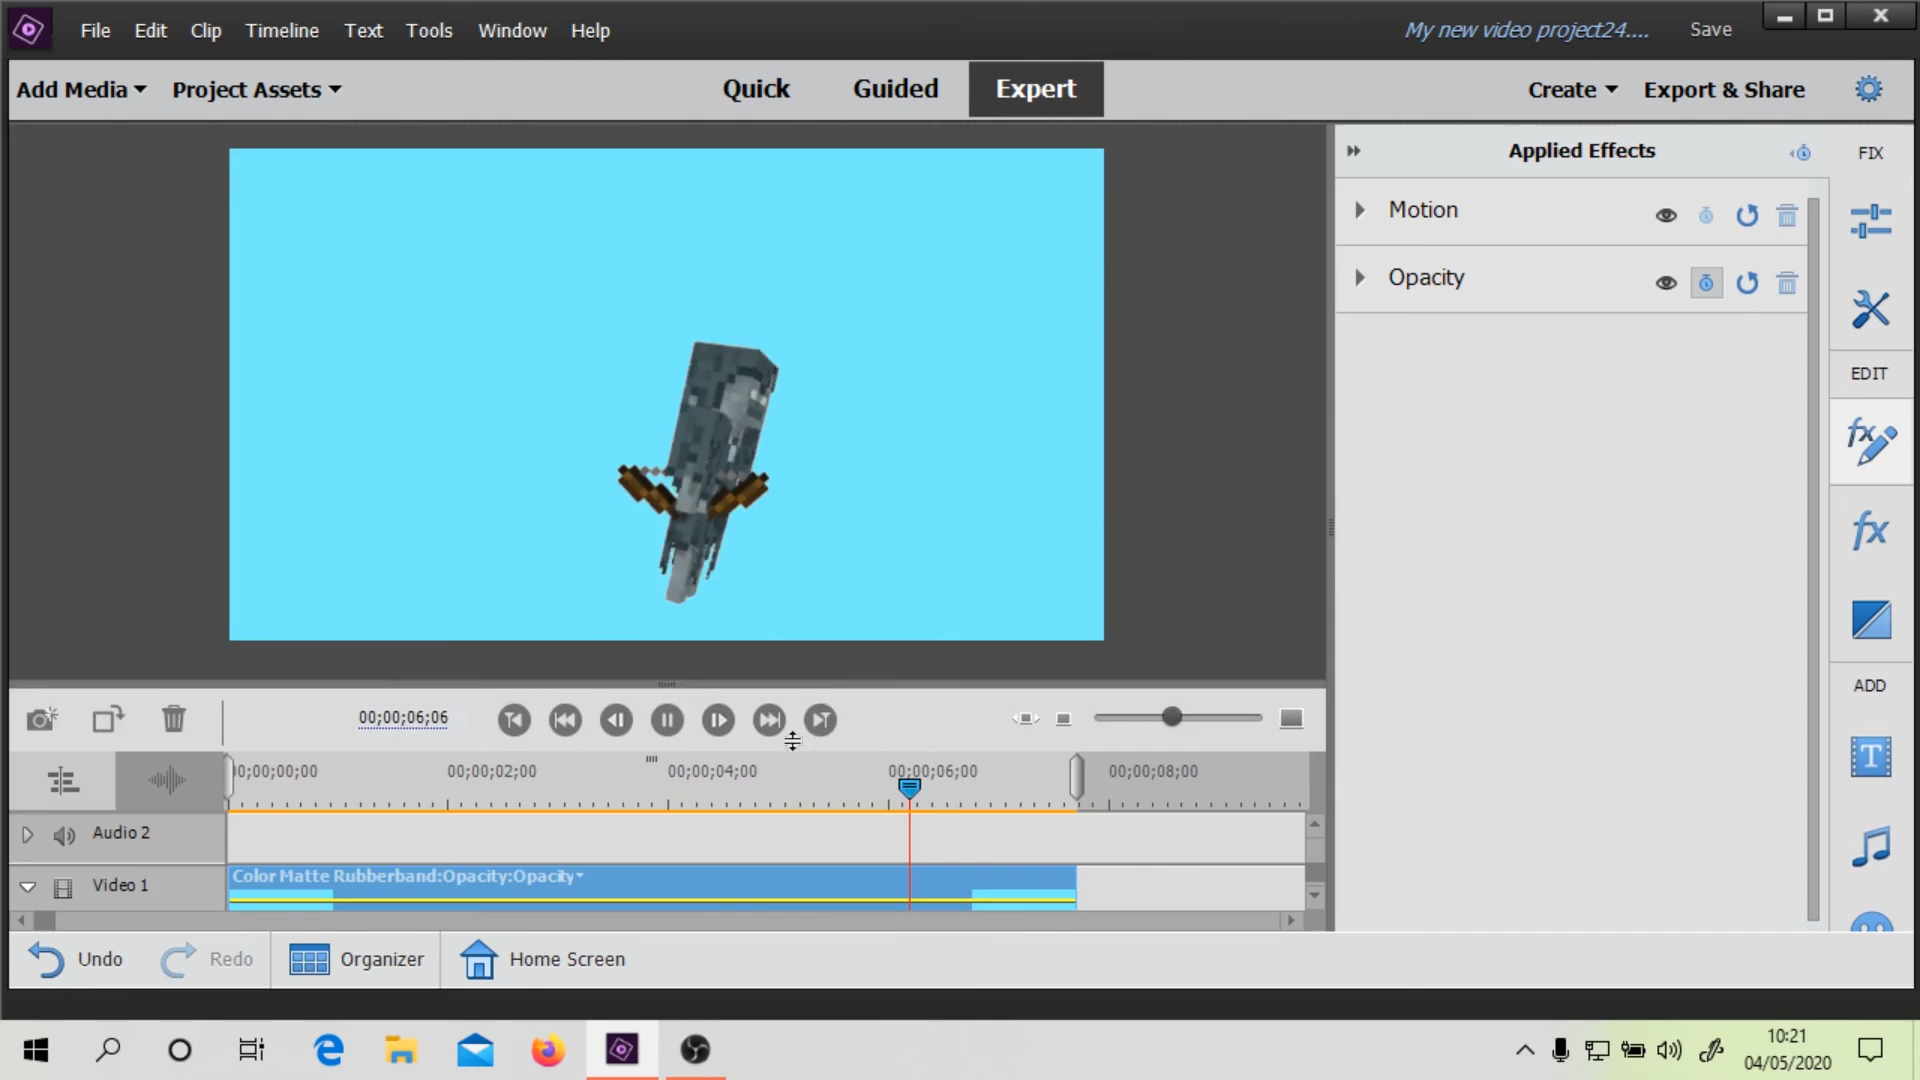 File Edit Clip Timeline Text Tools Window Help
My new video project24.... Save
Add Media Project Assets
Quick Guided Expert
Create Export & Share
Applied Effects
FIX
Motion
Opacity
EDIT
fx
fx
ADD
T
00;00;06;06
0;00;00;00 00;00;02;00 00;00;04;00 00;00;06;00 00;00;08;00
Audio 2
Color Matte Rubberband:Opacity:Opacity
Video 1
Undo Redo Organizer Home Screen
10:21
04/05/2020